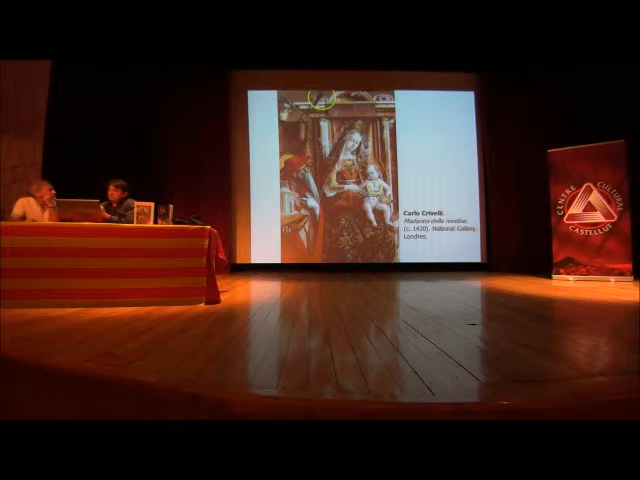 Carlo Crivelli.
Madonna della rondine.
(c. 1430). National Gallery.
Londres.
CENTRE CULTURAL
CASTELLUT